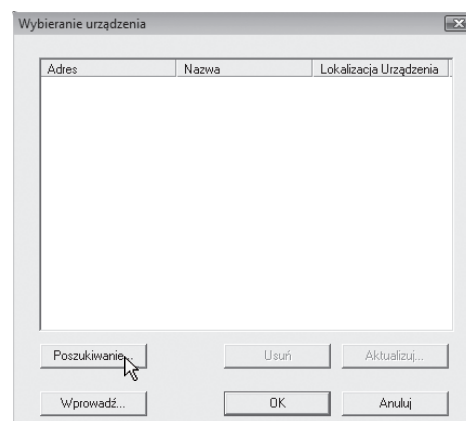 Wybieranie urządzenia
Adres Nazwa Lokalizacja Urządzenia
Poszukiwanie... Usuń Aktualizuj...
Wprowadź... OK Anuluj